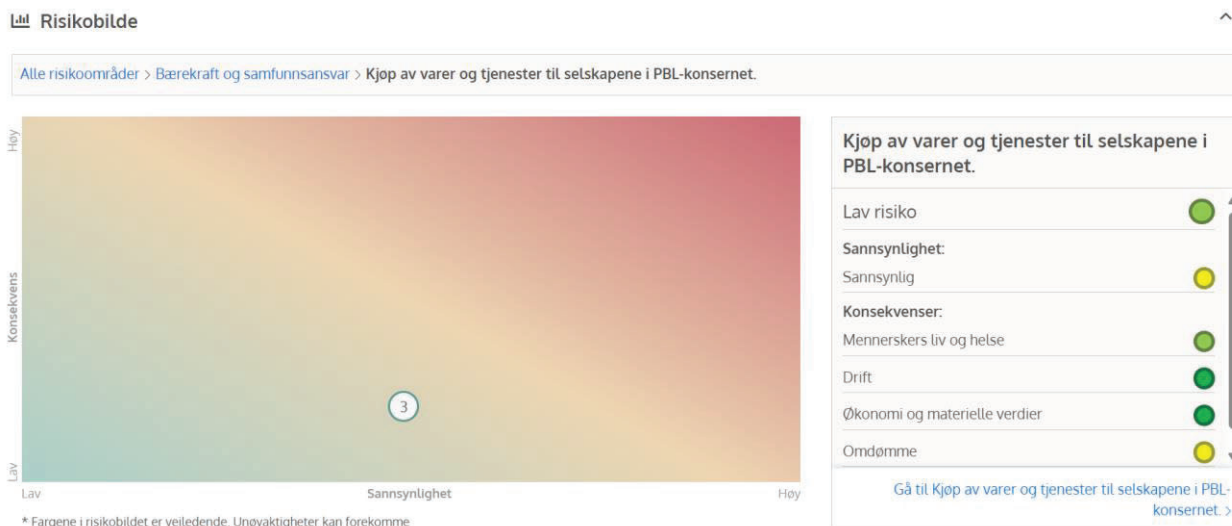 Risikobilde
Alle risikoområder > Bærekraft og samfunnsansvar > Kjøp av varer og tjenester til selskapene i PBL-konsernet.
Høy
Konsekvens
Lav
3
Lav
Sannsynlighet
Høy
* Fargene i risikobildet er veiledende. Unøyaktigheter kan forekomme
Kjøp av varer og tjenester til selskapene i
PBL-konsernet.
Lav risiko
Sannsynlighet:
Sannsynlig
Konsekvenser:
Mennerskers liv og helse
Drift
Økonomi og materielle verdier
Omdømme
Gå til Kjøp av varer og tjenester til selskapene i PBL-
konsernet. >